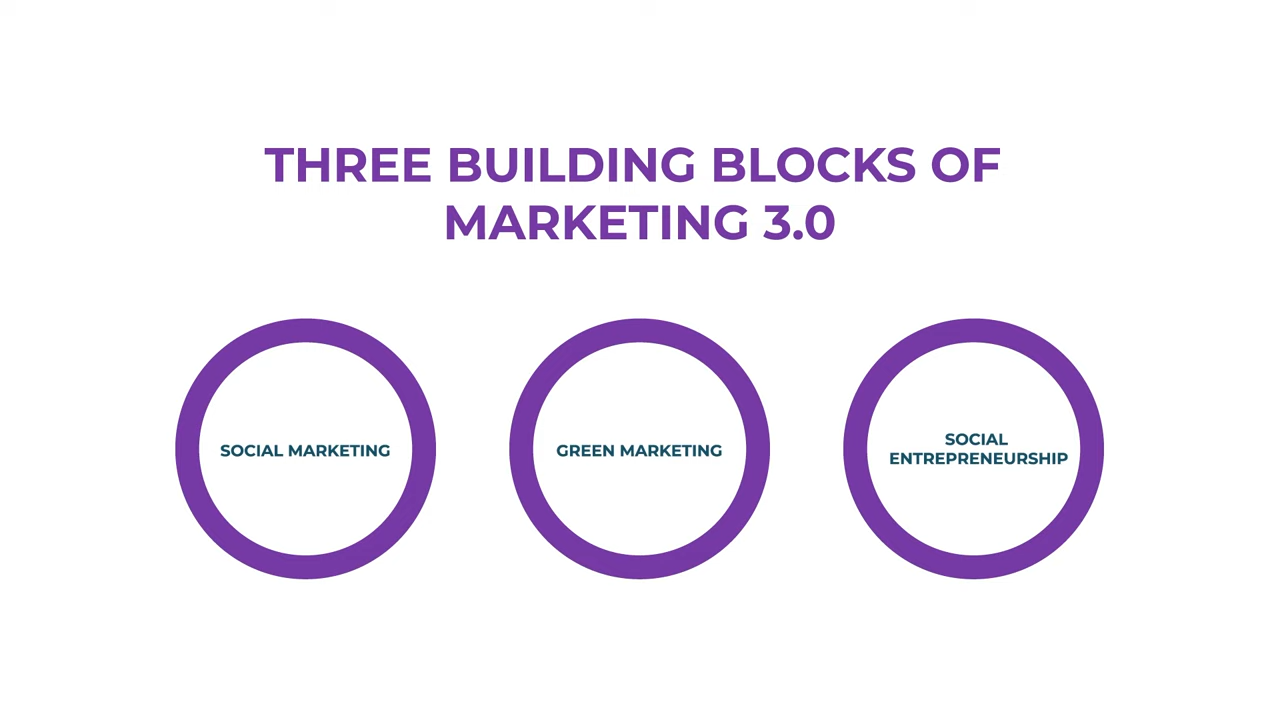 THREE BUILDING BLOCKS OF
MARKETING 3.0
SOCIAL MARKETING
GREEN MARKETING
SOCIAL
ENTREPRENEURSHIP